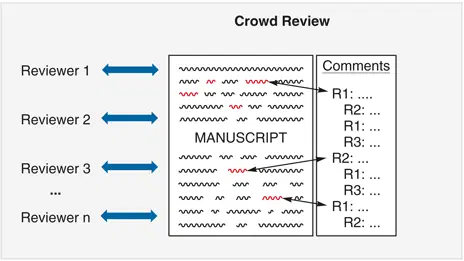 Crowd Review
Reviewer 1
Reviewer 2
Reviewer 3
...
Reviewer n
MANUSCRIPT
Comments
R1: ....
R2: ...
R1: ...
R3: ...
R2: ...
R1: ...
R3: ...
R1: ...
R2: ...